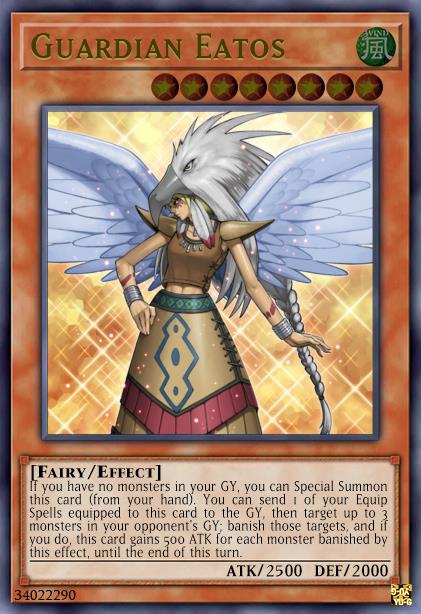 GUARDIAN EATOS
WIND
風
[FAIRY/EFFECT]
If you have no monsters in your GY, you can Special Summon
this card (from your hand). You can send 1 of your Equip
Spells equipped to this card to the GY, then target up to 3
monsters in your opponent's GY; banish those targets, and if
you do, this card gains 500 ATK for each monster banished by
this effect, until the end of this turn.
ATK/2500 DEF/2000
34022290